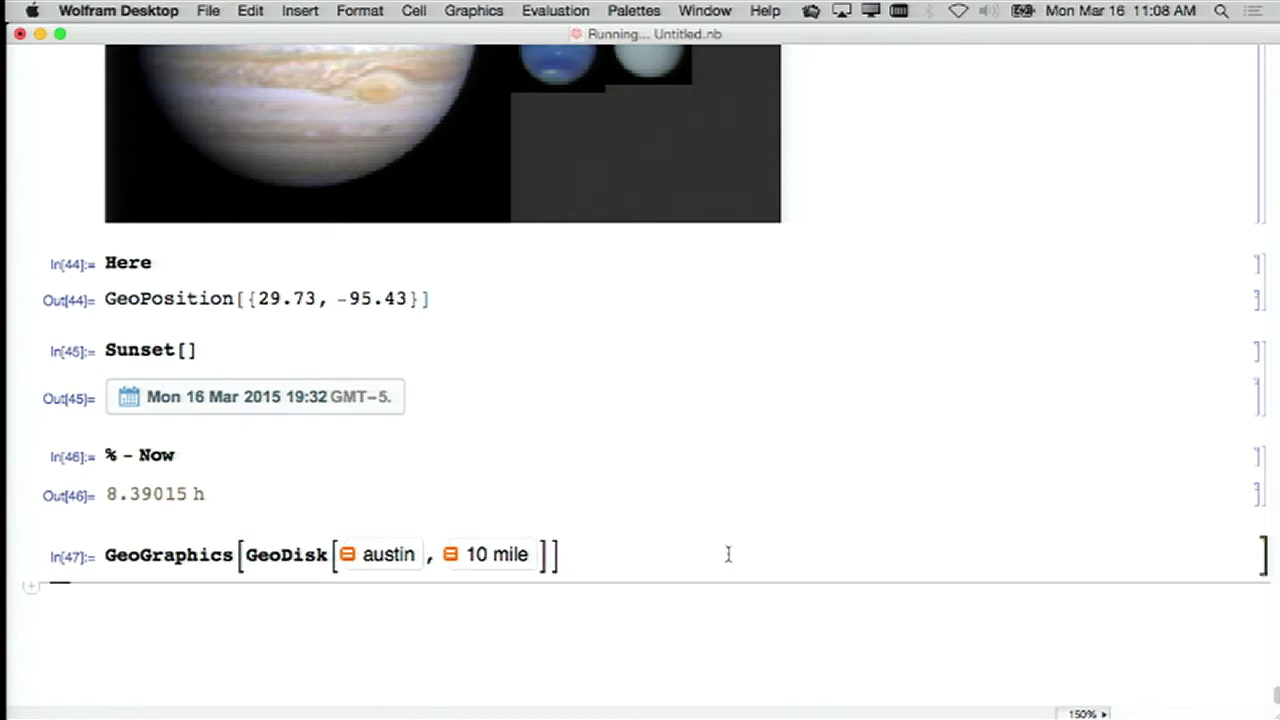 Wolfram Desktop File Edit Insert Format Cell Graphics Evaluation Palettes Window Help Mon Mar 16 11:08 AM
Running... Untitled.nb
In[44]:= Here
Out[44]= GeoPosition[{29.73, -95.43}]
In[45]:= Sunset[]
Out[45]= Mon 16 Mar 2015 19:32 GMT-5.
In[46]:= % - Now
Out[46]= 8.39015 h
In[47]:= GeoGraphics[GeoDisk[austin, 10 mile]]
150%